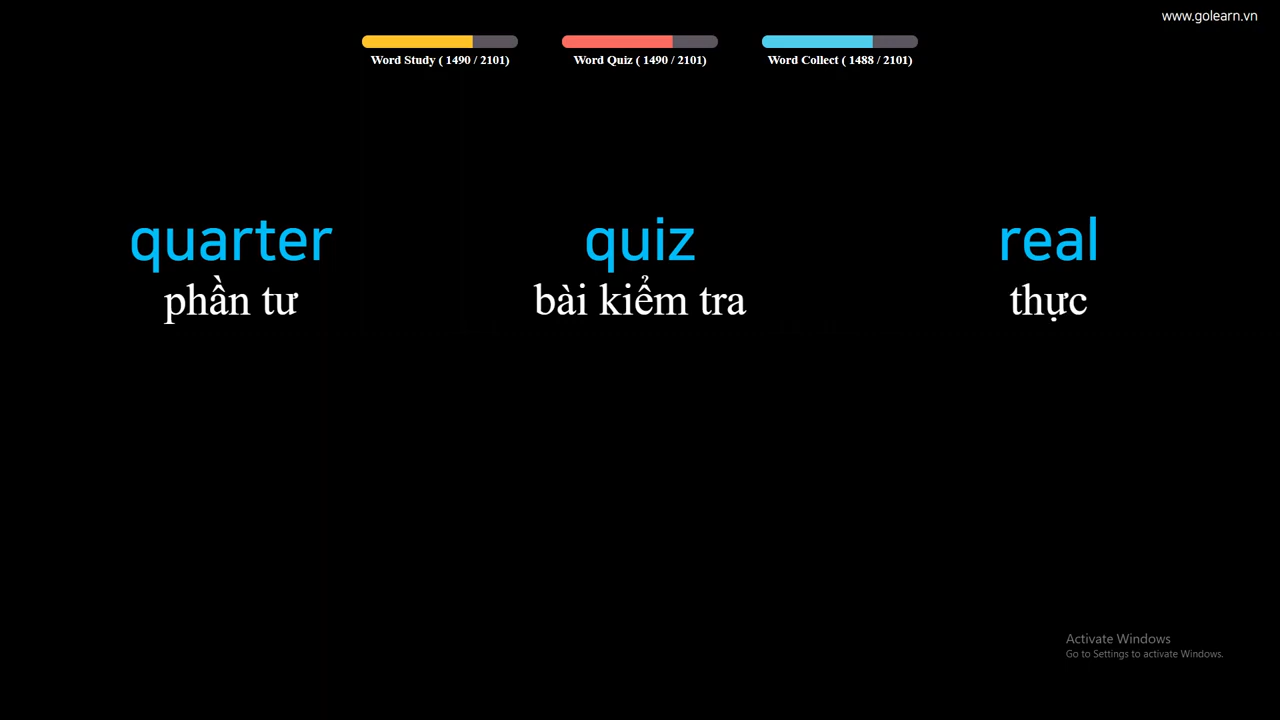 www.golearn.vn
Word Study ( 1490 / 2101)
Word Quiz ( 1490 / 2101)
Word Collect ( 1488 / 2101)
quarter
phần tư
quiz
bài kiểm tra
real
thực
Activate Windows
Go to Settings to activate Windows.